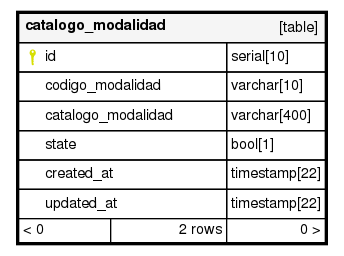 catalogo_modalidad [table]
id serial[10]
codigo_modalidad varchar[10]
catalogo_modalidad varchar[400]
state bool[1]
created_at timestamp[22]
updated_at timestamp[22]
< 0 2 rows 0 >